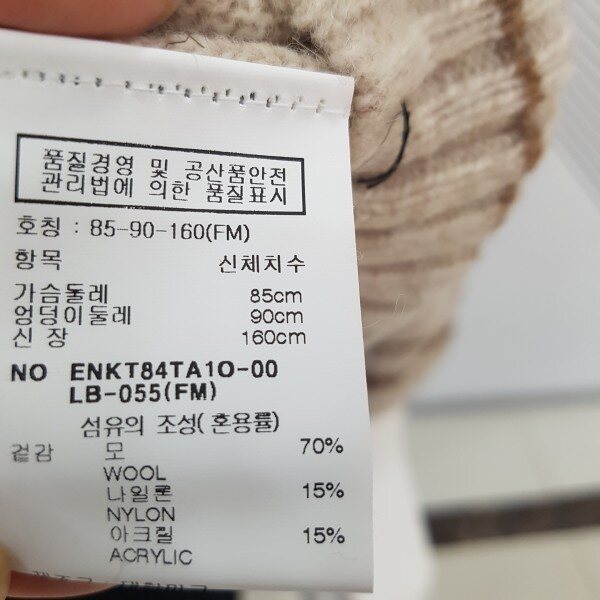 품질경영 및 공산품안전
관리법에 의한 품질표시
호칭 : 85-90-160(FM)
항목 신체치수
가슴둘레 85cm
엉덩이둘레 90cm
신 장 160cm
NO ENKT84TA1O-00
LB-055(FM)
섬유의 조성( 혼용률)
겉감 모 70%
WOOL
나일론 15%
NYLON
아크릴 15%
ACRYLIC